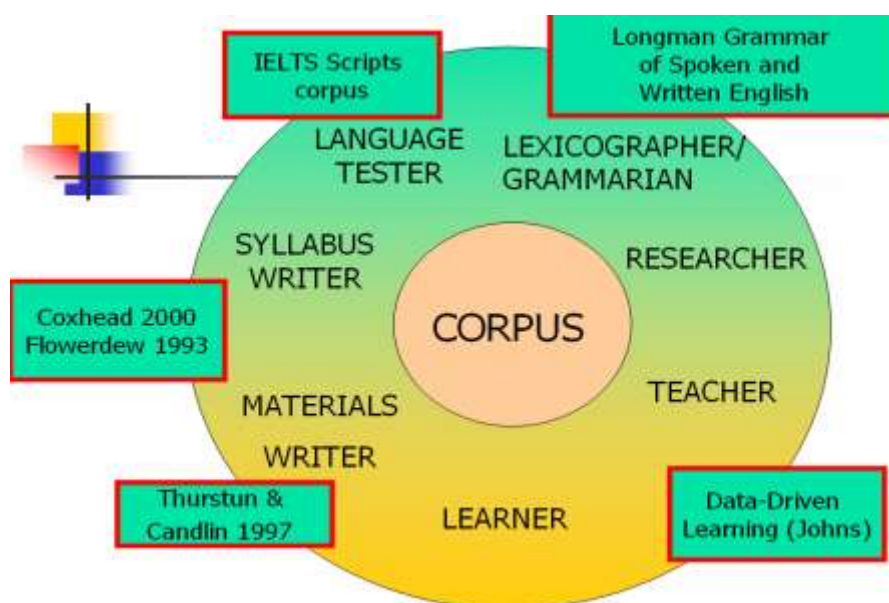 IELTS Scripts
corpus
Longman Grammar
of Spoken and
Written English
LANGUAGE
TESTER
LEXICOGRAPHER/
GRAMMARIAN
SYLLABUS
WRITER
RESEARCHER
Coxhead 2000
Flowerdew 1993
CORPUS
MATERIALS
WRITER
TEACHER
Thurstun &
Candlin 1997
LEARNER
Data-Driven
Learning (Johns)